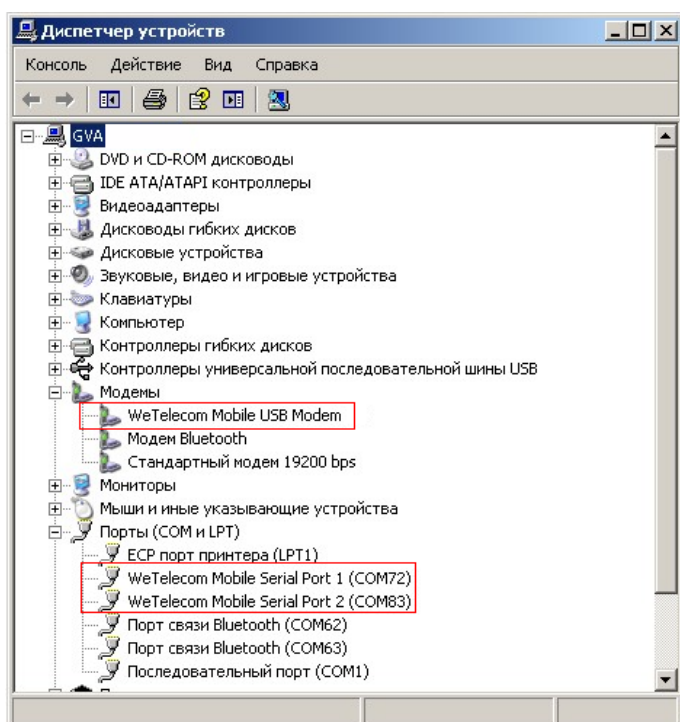 Диспетчер устройств
Консоль Действие Вид Справка
GVA
DVD и CD-ROM дисководы
IDE ATA/ATAPI контроллеры
Видеоадаптеры
Дисководы гибких дисков
Дисковые устройства
Звуковые, видео и игровые устройства
Клавиатуры
Компьютер
Контроллеры гибких дисков
Контроллеры универсальной последовательной шины USB
Модемы
WeTelecom Mobile USB Modem
Модем Bluetooth
Стандартный модем 19200 bps
Мониторы
Мыши и иные указывающие устройства
Порты (COM и LPT)
ECP порт принтера (LPT1)
WeTelecom Mobile Serial Port 1 (COM72)
WeTelecom Mobile Serial Port 2 (COM83)
Порт связи Bluetooth (COM62)
Порт связи Bluetooth (COM63)
Последовательный порт (COM1)